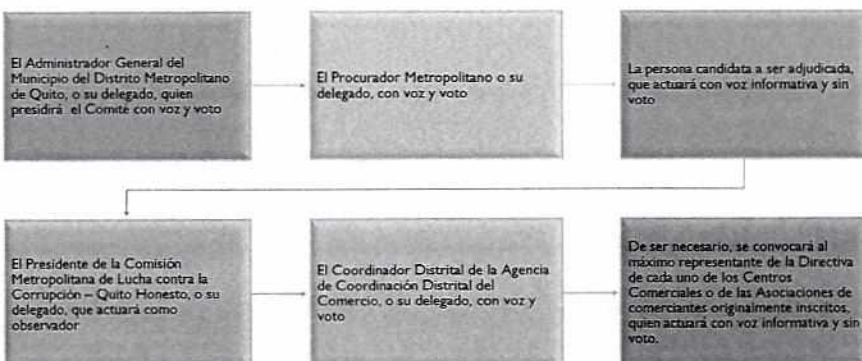 El Administrador General del
Municipio del Distrito Metropolitano
de Quito, o su delegado, quien
presidirá el Comité con voz y voto
El Procurador Metropolitano o su
delegado, con voz y voto
La persona candidata a ser adjudicada,
que actuará con voz informativa y sin
voto
El Presidente de la Comisión
Metropolitana de Lucha contra la
Corrupción – Quito Honesto, o su
delegado, que actuará como
observador
El Coordinador Distrital de la Agencia
de Coordinación Distrital del
Comercio, o su delegado, con voz y
voto
De ser necesario, se convocará al
máximo representante de la Directiva
de cada uno de los Centros
Comerciales o de las Asociaciones de
comerciantes originalmente inscritos,
quien actuará con voz informativa y sin
voto.